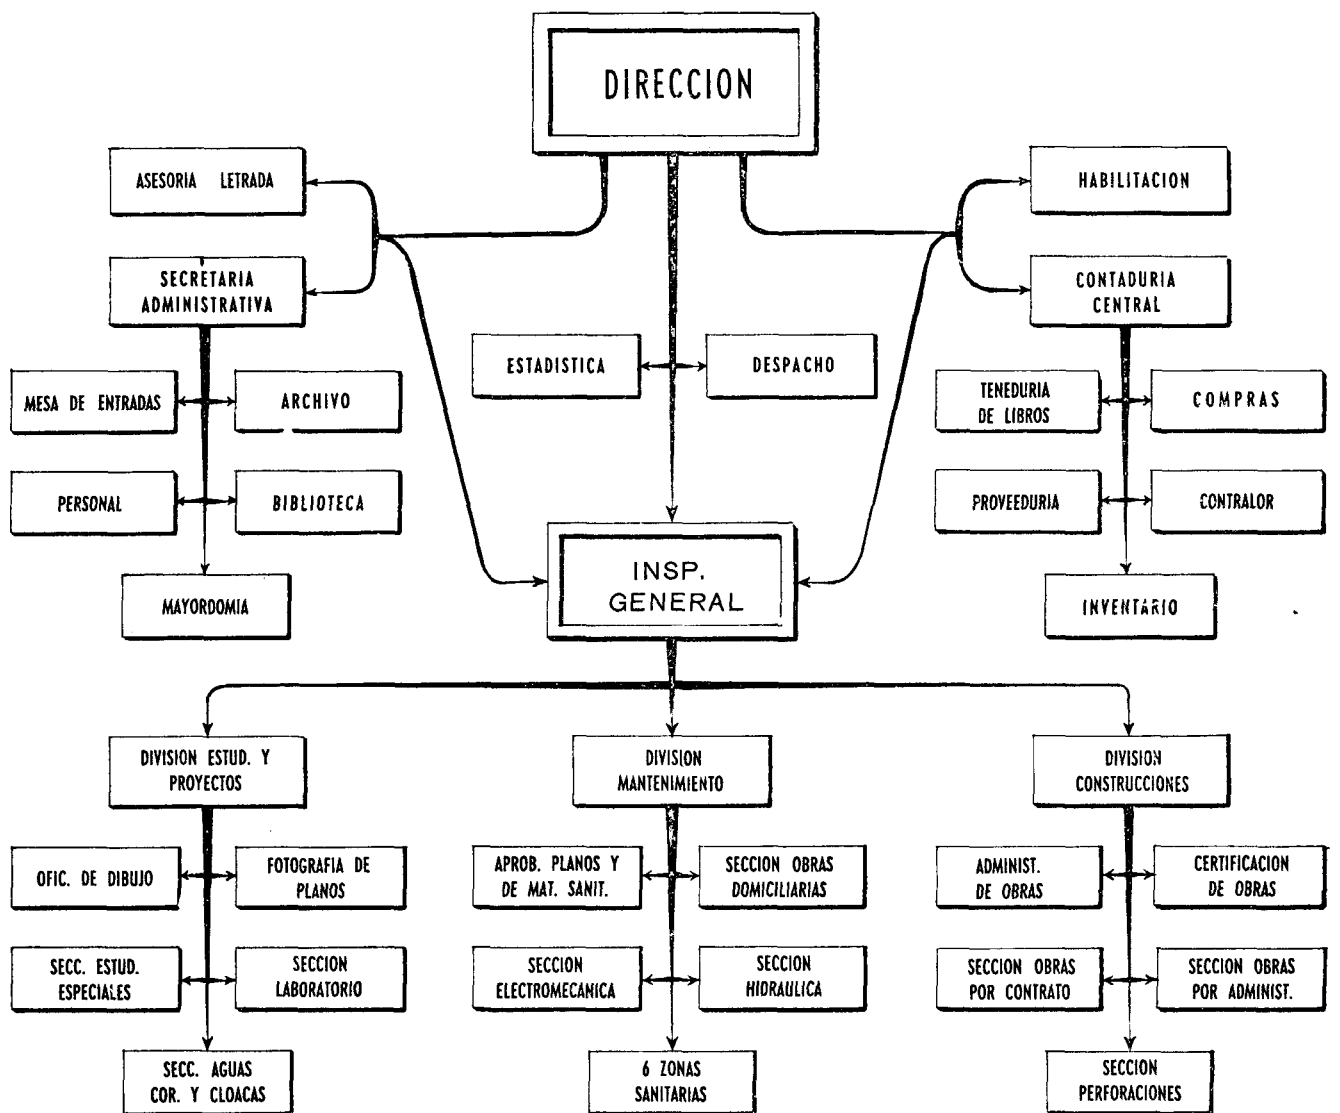 DIRECCION
ASESORIA LETRADA
HABILITACION
SECRETARIA
ADMINISTRATIVA
CONTADURIA
CENTRAL
ESTADISTICA
DESPACHO
MESA DE ENTRADAS
ARCHIVO
TENEDURIA
DE LIBROS
COMPRAS
PERSONAL
BIBLIOTECA
PROVEEDURIA
CONTRALOR
INSP.
GENERAL
MAYORDOMIA
INVENTARIO
DIVISION ESTUD. Y
PROYECTOS
DIVISION
MANTENIMIENTO
DIVISION
CONSTRUCCIONES
OFIC. DE DIBUJO
FOTOGRAFIA DE
PLANOS
APROB. PLANOS Y
DE MAT. SANIT.
SECCION OBRAS
DOMICILIARIAS
ADMINIST.
DE OBRAS
CERTIFICACION
DE OBRAS
SECC. ESTUD.
ESPECIALES
SECCION
LABORATORIO
SECCION
ELECTROMECANICA
SECCION
HIDRAULICA
SECCION OBRAS
POR CONTRATO
SECCION OBRAS
POR ADMINIST.
SECC. AGUAS
COR. Y CLOACAS
6 ZONAS
SANITARIAS
SECCION
PERFORACIONES